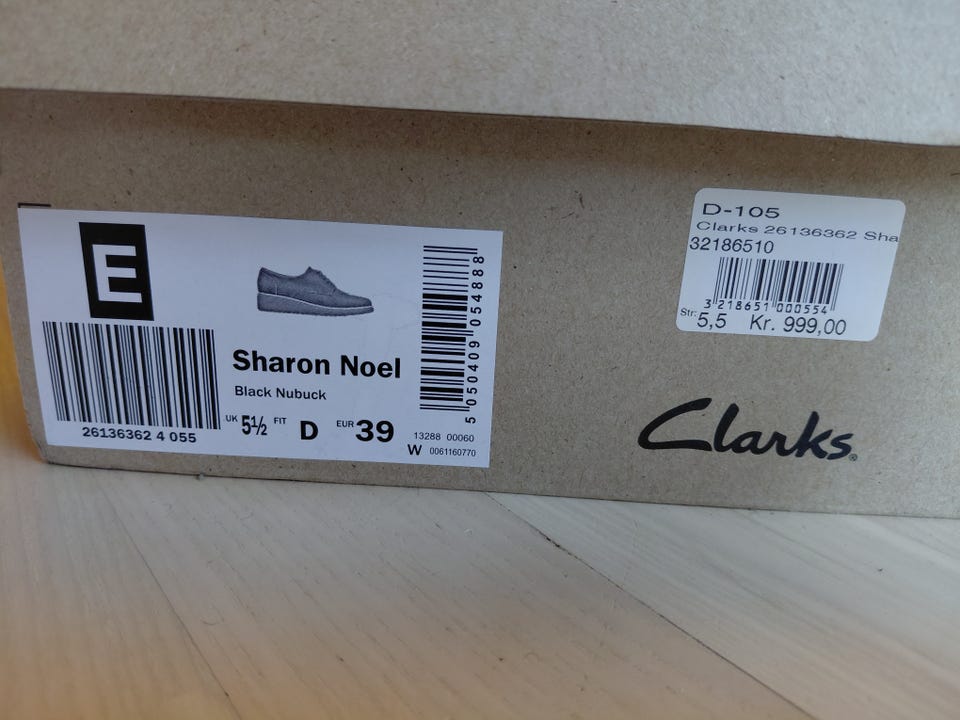 E
Sharon Noel
Black Nubuck
UK 5½ FIT D EUR 39
26136362 4 055
5 050409 054888
13288 00060
W 0061160770
D-105
Clarks 26136362 Sha
32186510
3 218651 000554
Str: 5,5 Kr. 999,00
Clarks®